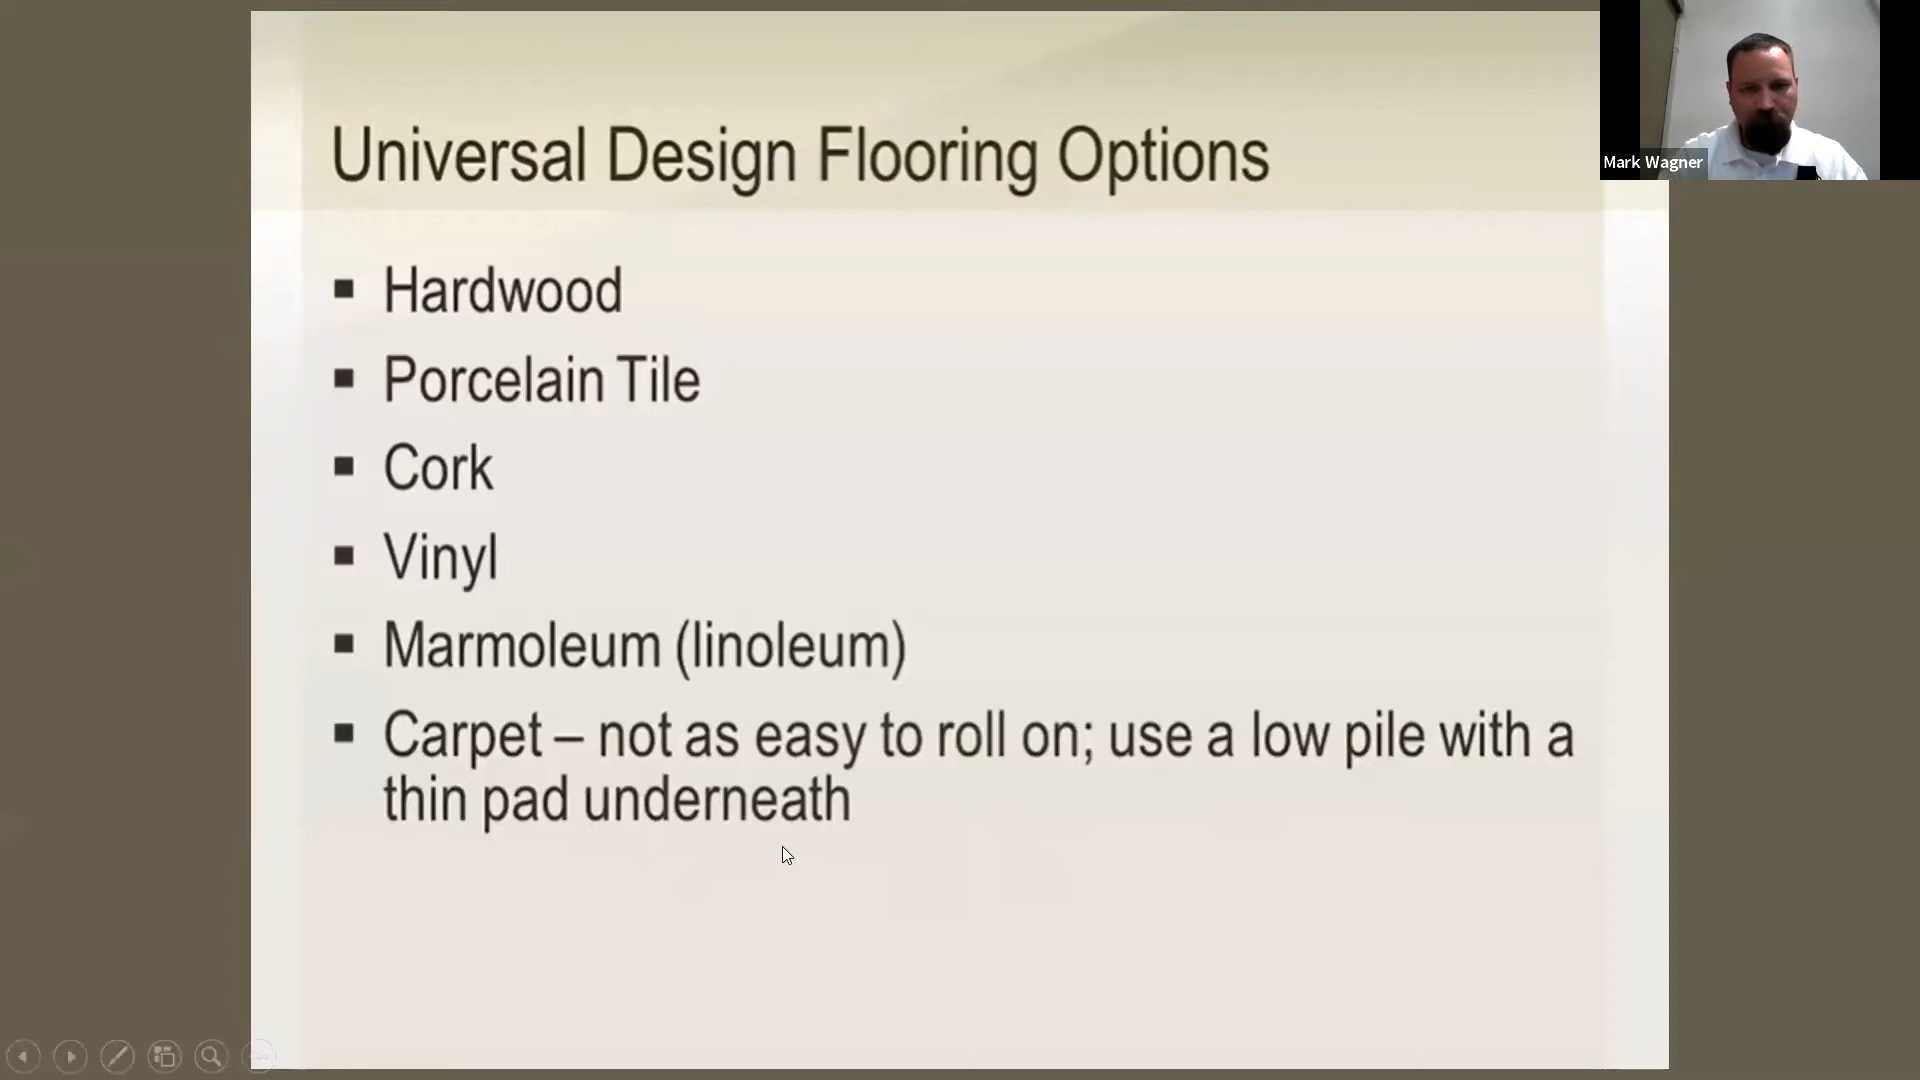 Universal Design Flooring Options
Mark Wagner
▪ Hardwood
▪ Porcelain Tile
▪ Cork
▪ Vinyl
▪ Marmoleum (linoleum)
▪ Carpet – not as easy to roll on; use a low pile with a
thin pad underneath